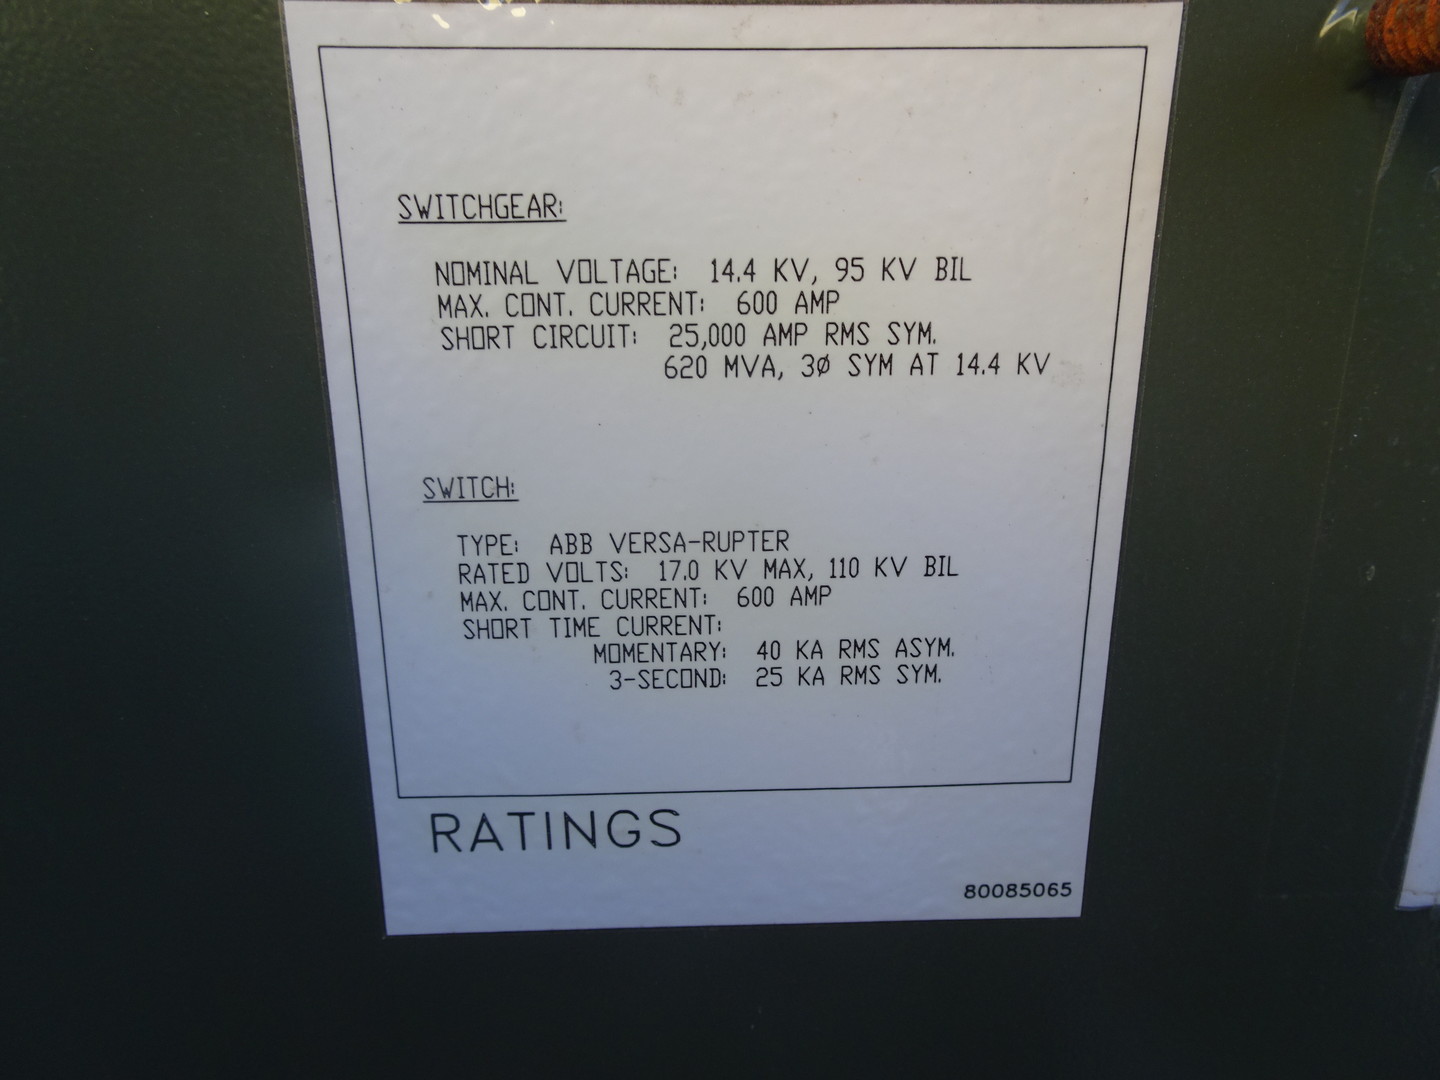 SWITCHGEAR:
NOMINAL VOLTAGE: 14.4 KV, 95 KV BIL
MAX. CONT. CURRENT: 600 AMP
SHORT CIRCUIT: 25,000 AMP RMS SYM.
620 MVA, 3Ø SYM AT 14.4 KV
SWITCH:
TYPE: ABB VERSA-RUPTER
RATED VOLTS: 17.0 KV MAX, 110 KV BIL
MAX. CONT. CURRENT: 600 AMP
SHORT TIME CURRENT:
MOMENTARY: 40 KA RMS ASYM.
3-SECOND: 25 KA RMS SYM.
RATINGS
80085065